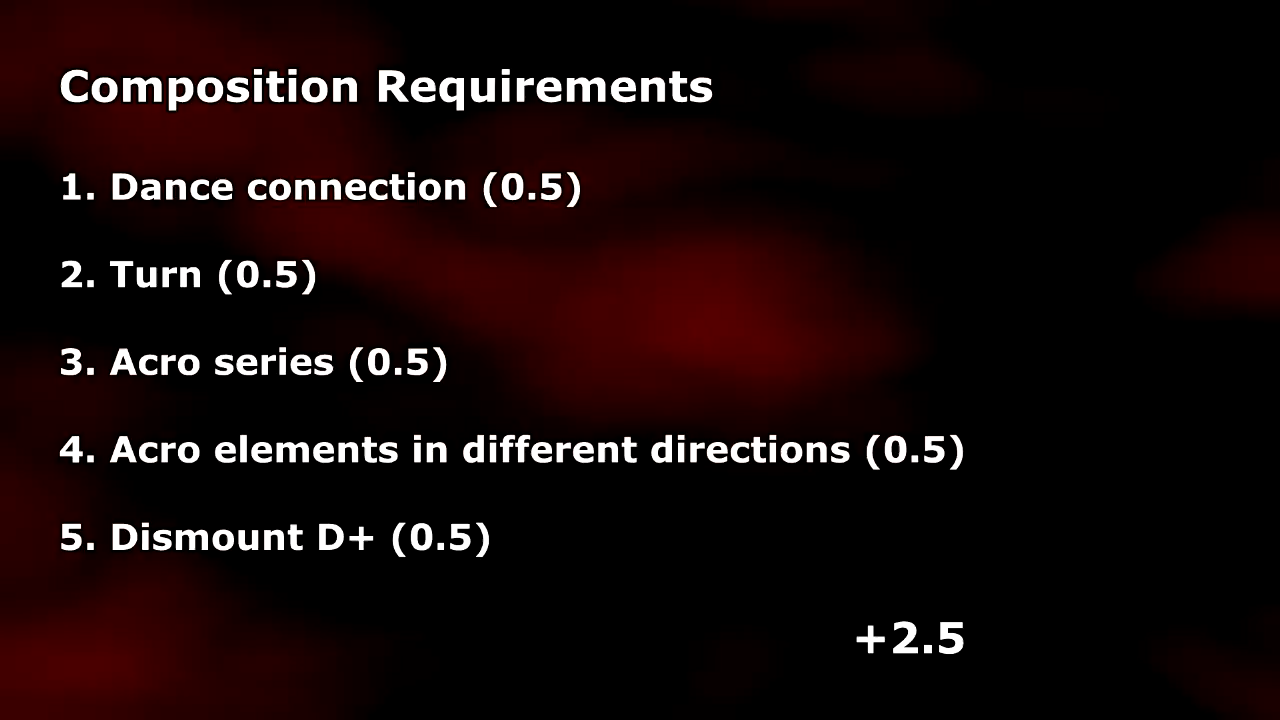 Composition Requirements
1. Dance connection (0.5)
2. Turn (0.5)
3. Acro series (0.5)
4. Acro elements in different directions (0.5)
5. Dismount D+ (0.5)
+2.5